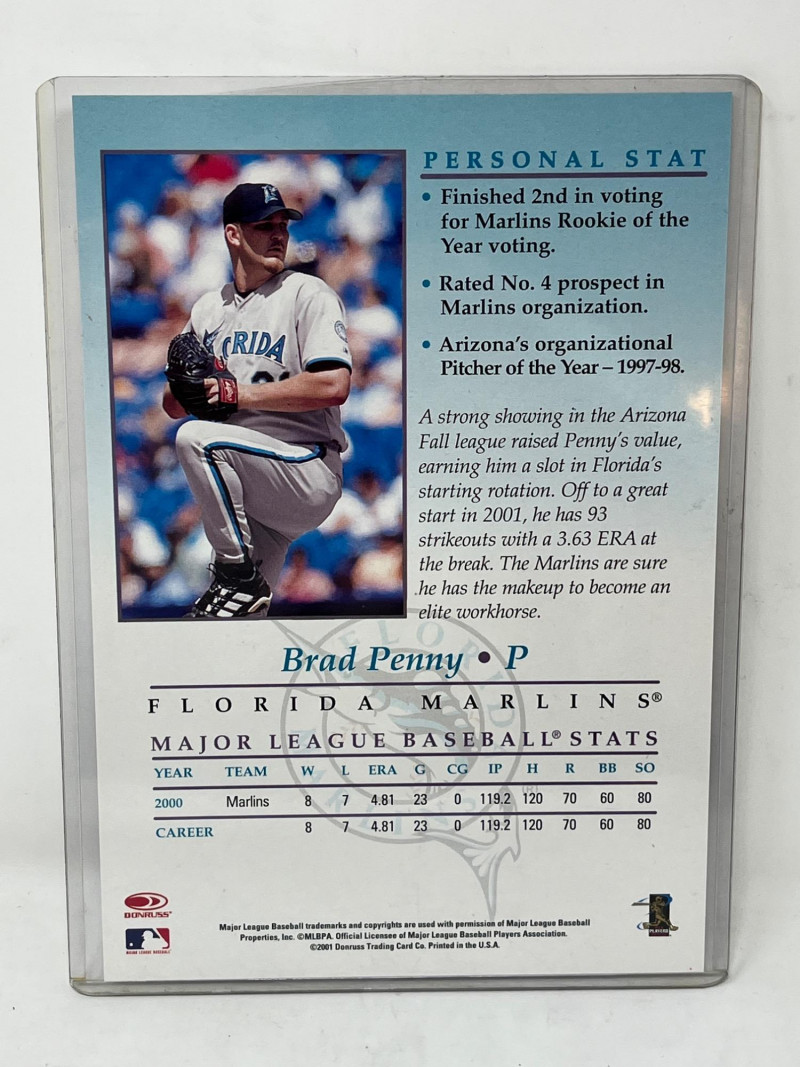 PERSONAL STAT
• Finished 2nd in voting
for Marlins Rookie of the
Year voting.
• Rated No. 4 prospect in
Marlins organization.
• Arizona's organizational
Pitcher of the Year – 1997-98.
A strong showing in the Arizona
Fall league raised Penny's value,
earning him a slot in Florida's
starting rotation. Off to a great
start in 2001, he has 93
strikeouts with a 3.63 ERA at
the break. The Marlins are sure
he has the makeup to become an
elite workhorse.
Brad Penny • P
FLORIDA MARLINS®
MAJOR LEAGUE BASEBALL® STATS
YEAR TEAM W L ERA G CG IP H R BB SO
2000 Marlins 8 7 4.81 23 0 119.2 120 70 60 80
CAREER 8 7 4.81 23 0 119.2 120 70 60 80
DONRUSS
MAJOR LEAGUE BASEBALL
Major League Baseball trademarks and copyrights are used with permission of Major League Baseball
Properties, Inc. ©MLBPA. Official Licensee of Major League Baseball Players Association.
©2001 Donruss Trading Card Co. Printed in the U.S.A.
PLAYERS